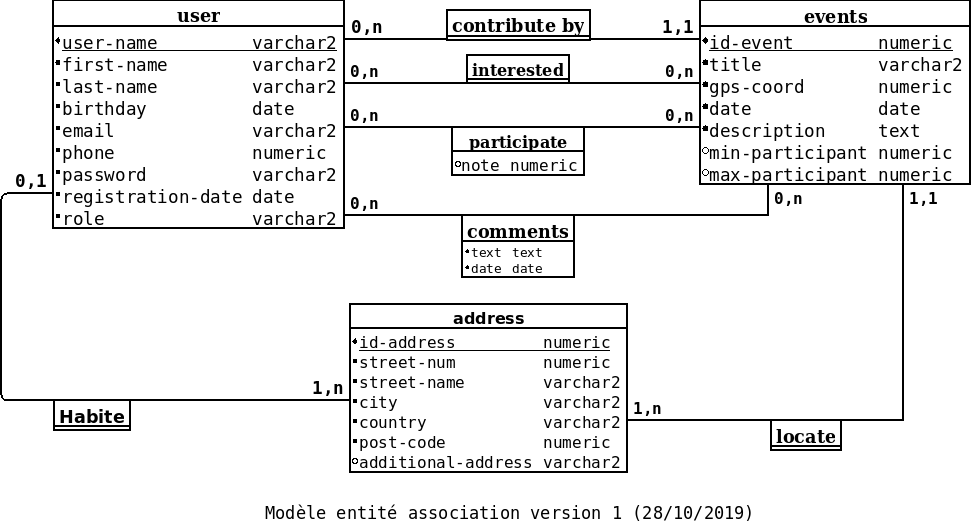 user
user-name varchar2
first-name varchar2
last-name varchar2
birthday date
email varchar2
phone numeric
password varchar2
registration-date date
role varchar2
0,n contribute by 1,1
0,n interested 0,n
0,n participate 0,n
note numeric
events
id-event numeric
title varchar2
gps-coord numeric
date date
description text
min-participant numeric
max-participant numeric
0,1
0,n comments 0,n
text text
date date
1,1
address
id-address numeric
street-num numeric
street-name varchar2
city varchar2
country varchar2
post-code numeric
additional-address varchar2
1,n
Habite
1,n
locate
Modèle entité association version 1 (28/10/2019)